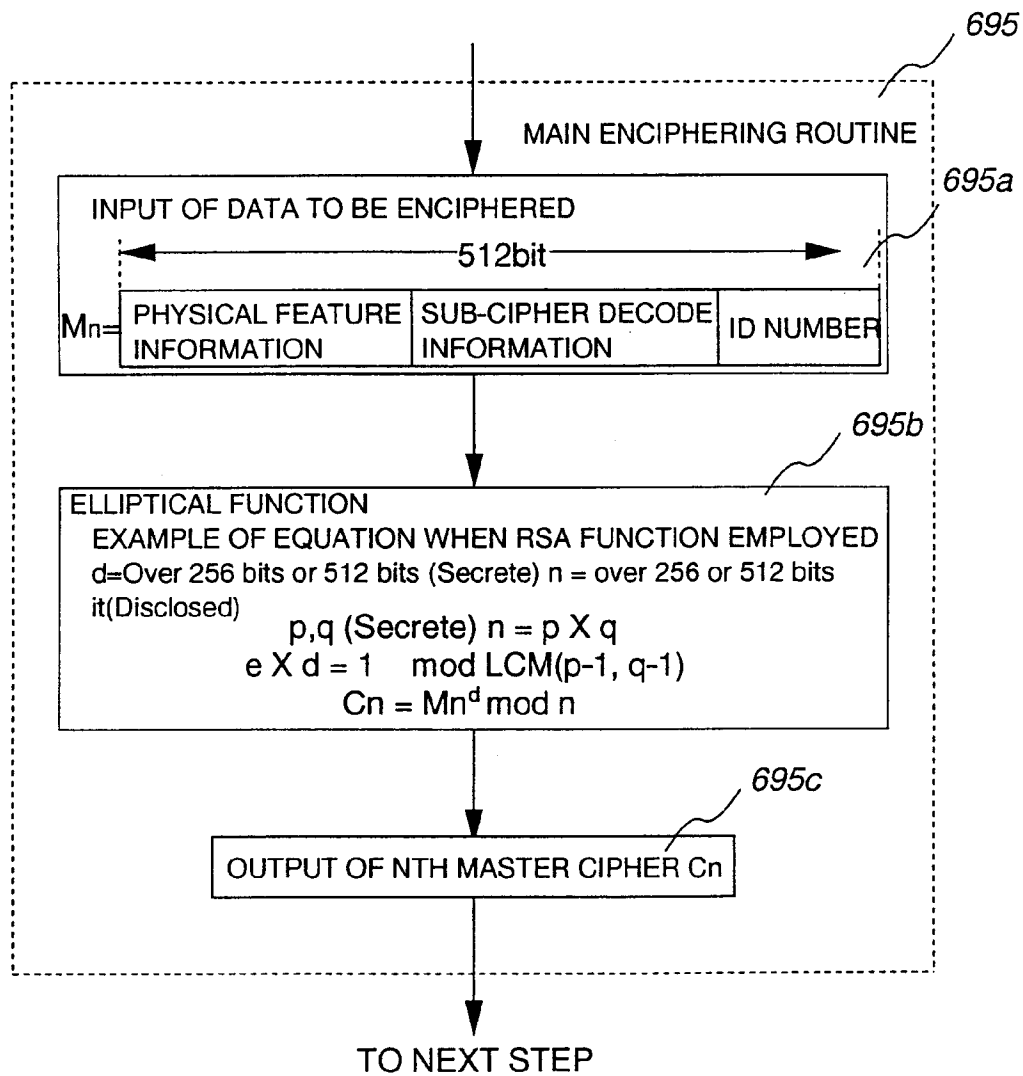 695
MAIN ENCIPHERING ROUTINE
695a
INPUT OF DATA TO BE ENCIPHERED
512bit
Mn=
PHYSICAL FEATURE
INFORMATION
SUB-CIPHER DECODE
INFORMATION
ID NUMBER
695b
ELLIPTICAL FUNCTION
EXAMPLE OF EQUATION WHEN RSA FUNCTION EMPLOYED
d=Over 256 bits or 512 bits (Secrete) n = over 256 or 512 bits
it(Disclosed)
p,q (Secrete) n = p X q
e X d = 1 mod LCM(p-1, q-1)
Cn = Mn^d mod n
695c
OUTPUT OF NTH MASTER CIPHER Cn
TO NEXT STEP